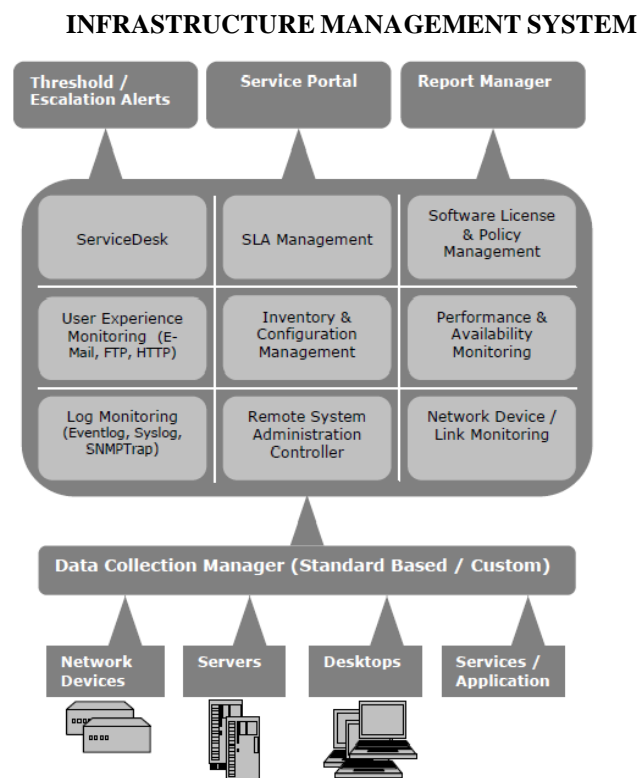 INFRASTRUCTURE MANAGEMENT SYSTEM
Threshold /
Escalation Alerts
Service Portal
Report Manager
ServiceDesk
SLA Management
Software License
& Policy
Management
User Experience
Monitoring (E-
Mail, FTP, HTTP)
Inventory &
Configuration
Management
Performance &
Availability
Monitoring
Log Monitoring
(Eventlog, Syslog,
SNMPTrap)
Remote System
Administration
Controller
Network Device /
Link Monitoring
Data Collection Manager (Standard Based / Custom)
Network
Devices
Servers
Desktops
Services /
Application